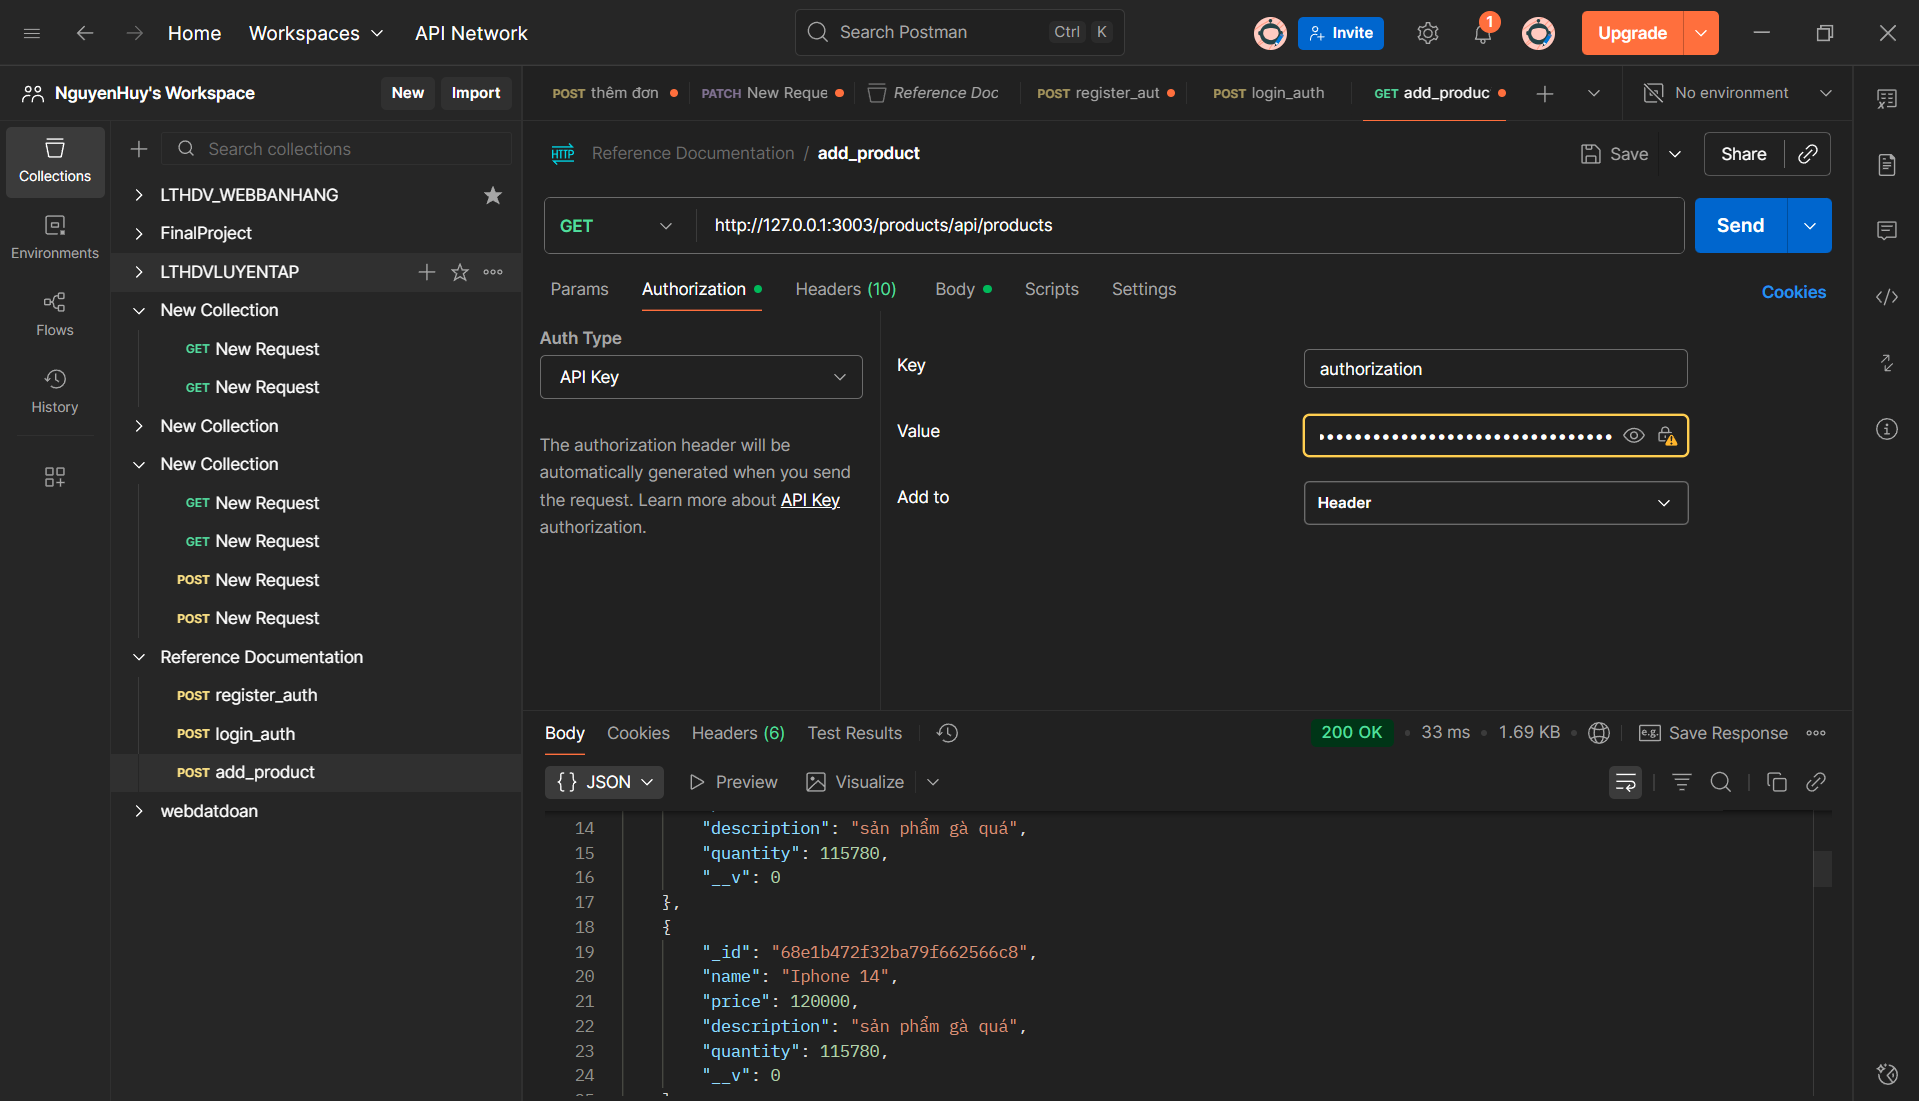 Home
Workspaces
API Network
Search Postman
Ctrl
K
Invite
1
Upgrade
NguyenHuy's Workspace
New
Import
POST thêm đơn
PATCH New Reque
Reference Doc
POST register_aut
POST login_auth
GET add_produc
No environment
Collections
Environments
Flows
History
Search collections
LTHDV_WEBBANHANG
FinalProject
LTHDVLUYENTAP
New Collection
GET New Request
GET New Request
New Collection
New Collection
GET New Request
GET New Request
POST New Request
POST New Request
Reference Documentation
POST register_auth
POST login_auth
POST add_product
webdatdoan
HTTP
Reference Documentation / add_product
Save
Share
GET
http://127.0.0.1:3003/products/api/products
Send
Params
Authorization
Headers (10)
Body
Scripts
Settings
Cookies
Auth Type
API Key
The authorization header will be
automatically generated when you send
the request. Learn more about API Key
authorization.
Key
authorization
Value
••••••••••••••••••••••••••••••••
Add to
Header
Body
Cookies
Headers (6)
Test Results
200 OK
33 ms
1.69 KB
e.g.
Save Response
{} JSON
Preview
Visualize
14 "description": "sản phẩm gà quá",
15 "quantity": 115780,
16 "__v": 0
17 },
18 {
19 "_id": "68e1b472f32ba79f662566c8",
20 "name": "Iphone 14",
21 "price": 120000,
22 "description": "sản phẩm gà quá",
23 "quantity": 115780,
24 "__v": 0